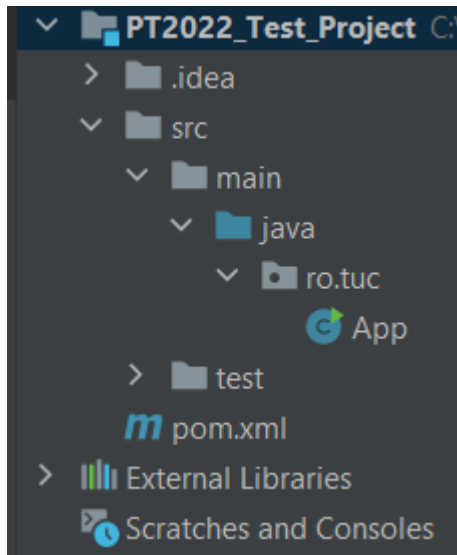 PT2022_Test_Project C:\
.idea
src
main
java
ro.tuc
C App
test
m pom.xml
External Libraries
Scratches and Consoles